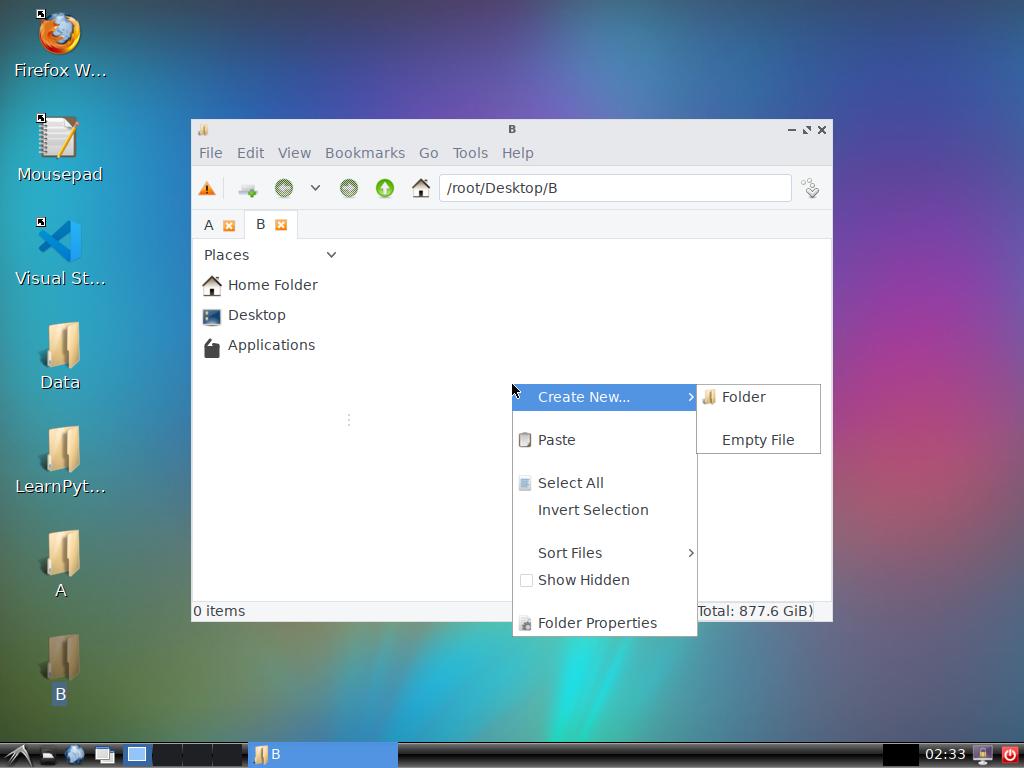 Firefox W...
Mousepad
Visual St...
Data
LearnPyt...
A
B
B
File Edit View Bookmarks Go Tools Help
/root/Desktop/B
A B
Places
Home Folder
Desktop
Applications
Create New...
Paste
Select All
Invert Selection
Sort Files
Show Hidden
Folder Properties
Folder
Empty File
0 items
Total: 877.6 GiB)
B
02:33